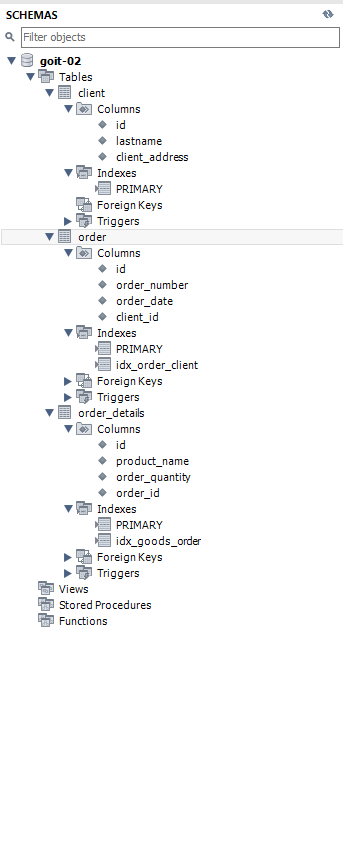 SCHEMAS
Filter objects
goit-02
Tables
client
Columns
id
lastname
client_address
Indexes
PRIMARY
Foreign Keys
Triggers
order
Columns
id
order_number
order_date
client_id
Indexes
PRIMARY
idx_order_client
Foreign Keys
Triggers
order_details
Columns
id
product_name
order_quantity
order_id
Indexes
PRIMARY
idx_goods_order
Foreign Keys
Triggers
Views
Stored Procedures
Functions